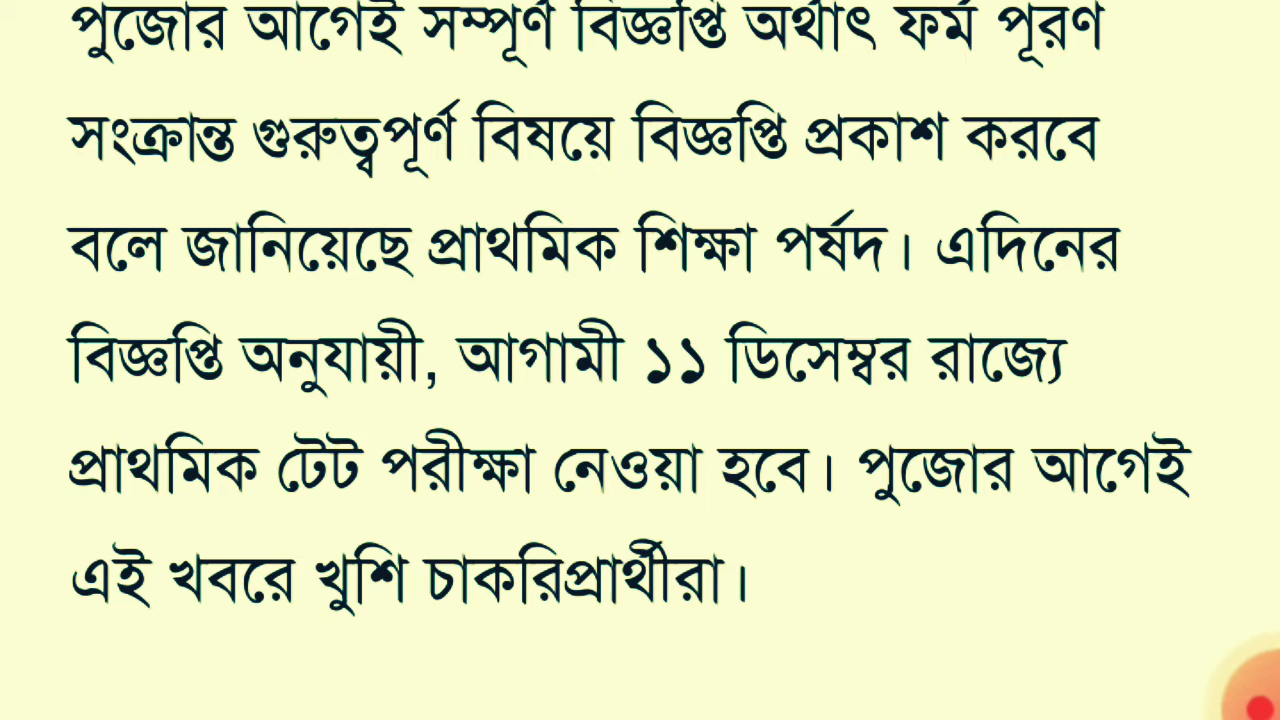 পুজোর আগেই সম্পূর্ণ বিজ্ঞপ্তি অর্থাৎ ফর্ম পূরণ
সংক্রান্ত গুরুত্বপূর্ণ বিষয়ে বিজ্ঞপ্তি প্রকাশ করবে
বলে জানিয়েছে প্রাথমিক শিক্ষা পর্ষদ। এদিনের
বিজ্ঞপ্তি অনুযায়ী, আগামী ১১ ডিসেম্বর রাজ্যে
প্রাথমিক টেট পরীক্ষা নেওয়া হবে। পুজোর আগেই
এই খবরে খুশি চাকরিপ্রার্থীরা।